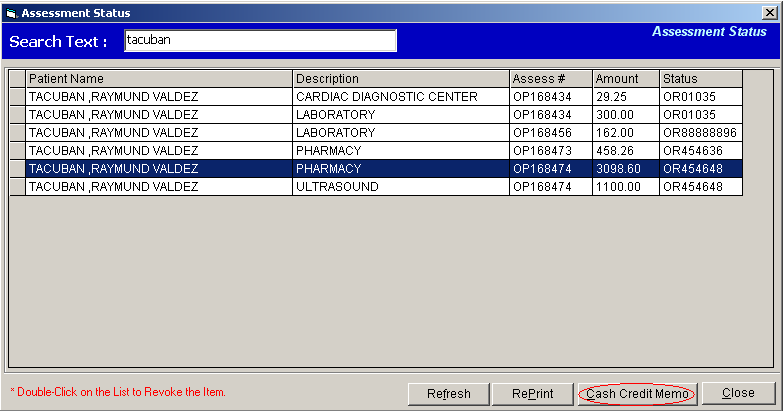 Assessment Status
Search Text : tacuban
Assessment Status
Patient Name Description Assess # Amount Status
TACUBAN ,RAYMUND VALDEZ CARDIAC DIAGNOSTIC CENTER OP168434 29.25 OR01035
TACUBAN ,RAYMUND VALDEZ LABORATORY OP168434 300.00 OR01035
TACUBAN ,RAYMUND VALDEZ LABORATORY OP168456 162.00 OR88888896
TACUBAN ,RAYMUND VALDEZ PHARMACY OP168473 458.26 OR454636
TACUBAN ,RAYMUND VALDEZ PHARMACY OP168474 3098.60 OR454648
TACUBAN ,RAYMUND VALDEZ ULTRASOUND OP168474 1100.00 OR454648
* Double-Click on the List to Revoke the Item.
Refresh RePrint Cash Credit Memo Close